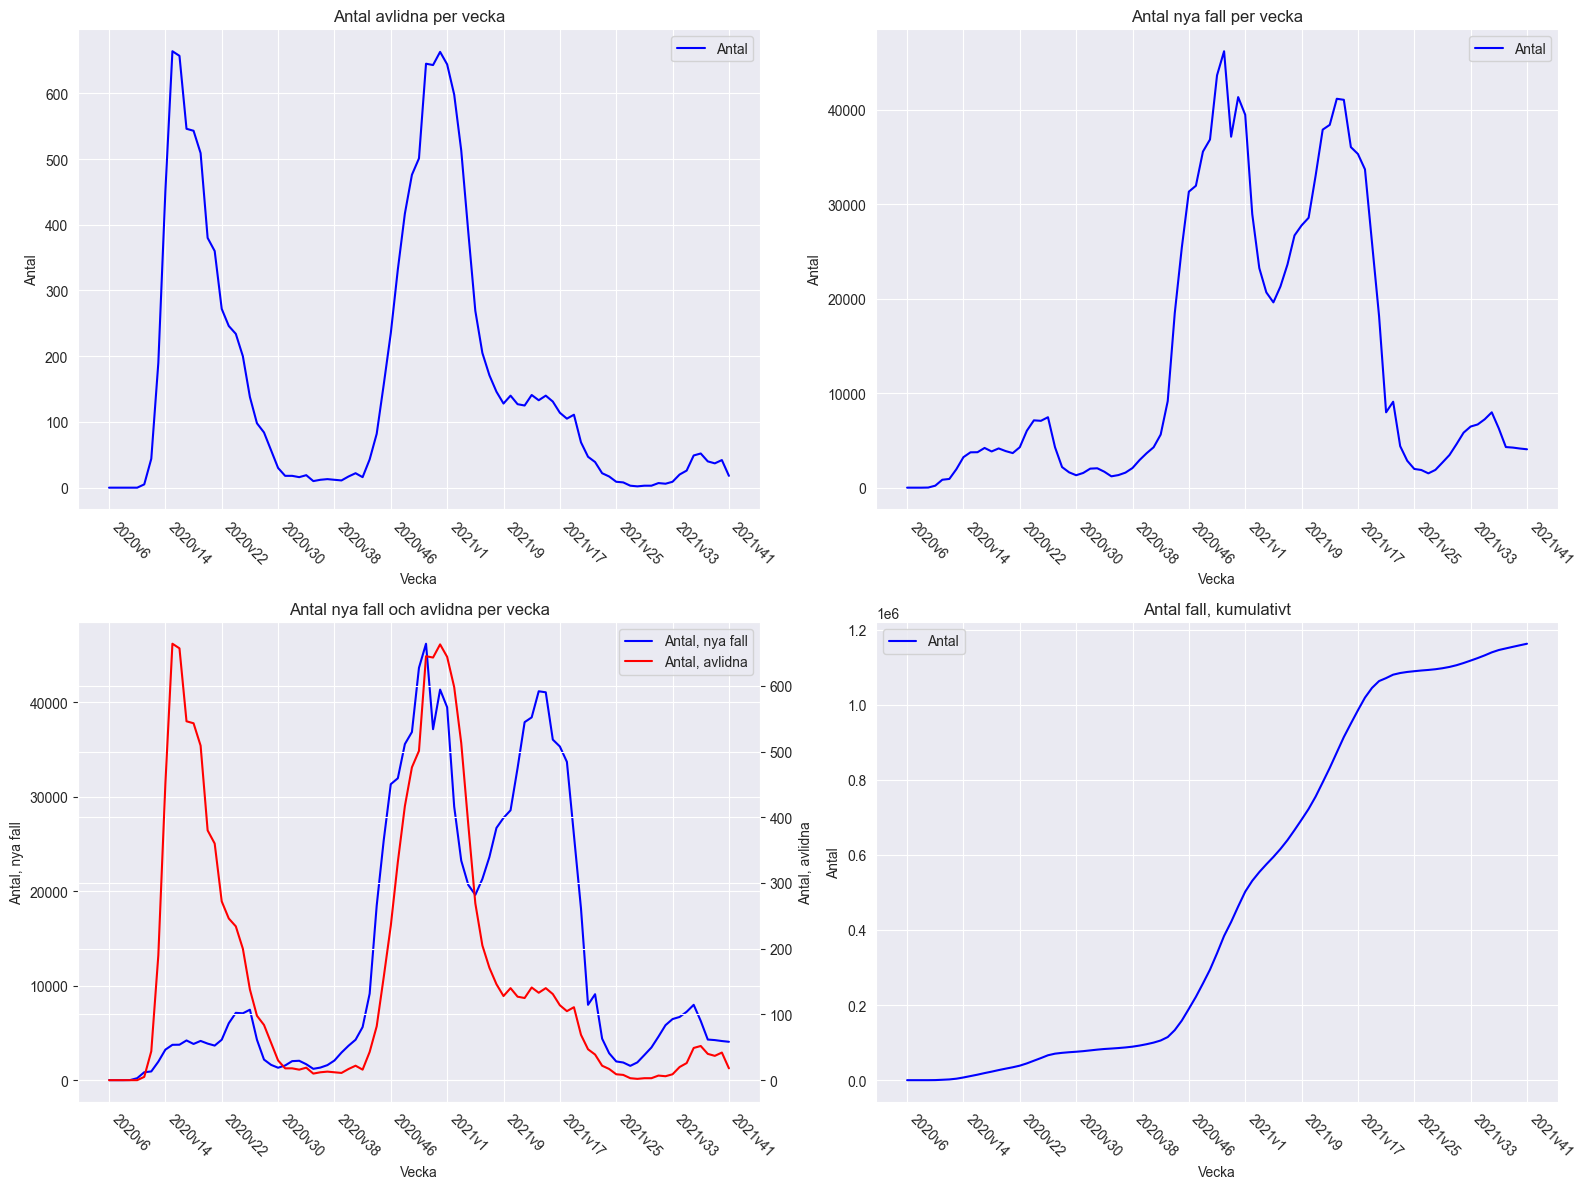 Antal avlidna per vecka
Antal
600
500
400
300
200
100
0
Antal
2020v6
2020v14
2020v22
2020v30
2020v38
2020v46
2021v1
2021v9
2021v17
2021v25
2021v33
2021v41
Vecka
Antal nya fall per vecka
Antal
40000
30000
20000
10000
0
Antal
2020v6
2020v14
2020v22
2020v30
2020v38
2020v46
2021v1
2021v9
2021v17
2021v25
2021v33
2021v41
Vecka
Antal nya fall och avlidna per vecka
Antal, nya fall
Antal, avlidna
40000
30000
20000
10000
0
Antal, nya fall
600
500
400
300
200
100
0
Antal, avlidna
2020v6
2020v14
2020v22
2020v30
2020v38
2020v46
2021v1
2021v9
2021v17
2021v25
2021v33
2021v41
Vecka
Antal fall, kumulativt
1e6
Antal
1.2
1.0
0.8
0.6
0.4
0.2
0.0
Antal
2020v6
2020v14
2020v22
2020v30
2020v38
2020v46
2021v1
2021v9
2021v17
2021v25
2021v33
2021v41
Vecka